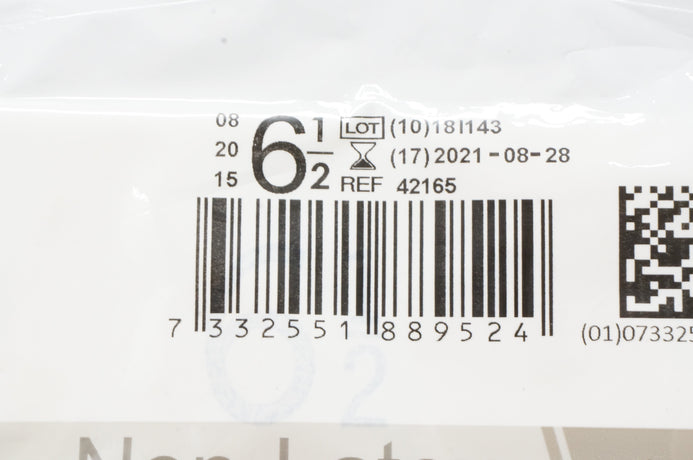 08
20
15
6 1/2
LOT (10)18I143
(17)2021-08-28
REF 42165
7 332551 889524
(01)073325
Non